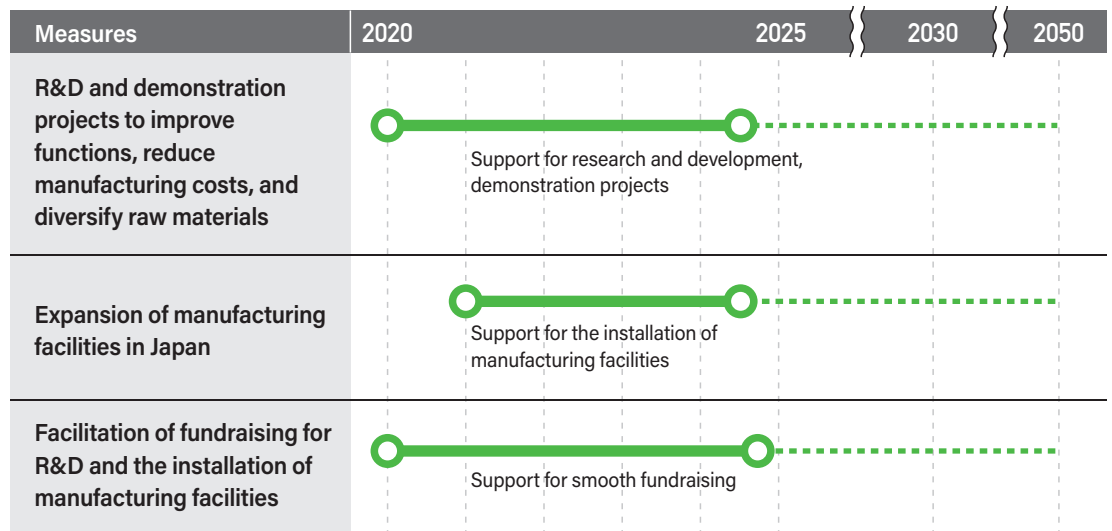 Measures
2020
2025
2030
2050
R&D and demonstration
projects to improve
functions, reduce
manufacturing costs, and
diversify raw materials
Support for research and development,
demonstration projects
Expansion of manufacturing
facilities in Japan
Support for the installation of
manufacturing facilities
Facilitation of fundraising for
R&D and the installation of
manufacturing facilities
Support for smooth fundraising